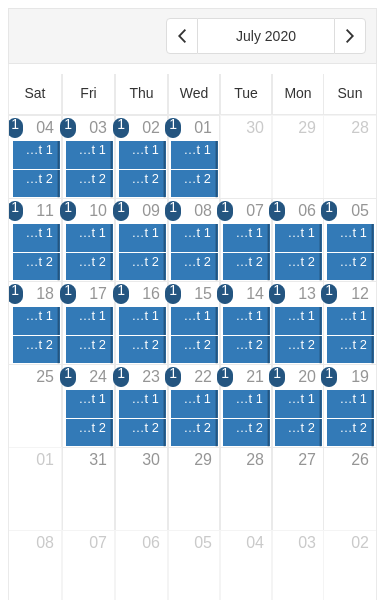 July 2020
Sat Fri Thu Wed Tue Mon Sun
1 04 1 03 1 02 1 01 30 29 28
...t 1 ...t 1 ...t 1 ...t 1
...t 2 ...t 2 ...t 2 ...t 2
1 11 1 10 1 09 1 08 1 07 1 06 1 05
...t 1 ...t 1 ...t 1 ...t 1 ...t 1 ...t 1 ...t 1
...t 2 ...t 2 ...t 2 ...t 2 ...t 2 ...t 2 ...t 2
1 18 1 17 1 16 1 15 1 14 1 13 1 12
...t 1 ...t 1 ...t 1 ...t 1 ...t 1 ...t 1 ...t 1
...t 2 ...t 2 ...t 2 ...t 2 ...t 2 ...t 2 ...t 2
25 1 24 1 23 1 22 1 21 1 20 1 19
...t 1 ...t 1 ...t 1 ...t 1 ...t 1 ...t 1
...t 2 ...t 2 ...t 2 ...t 2 ...t 2 ...t 2
01 31 30 29 28 27 26
08 07 06 05 04 03 02